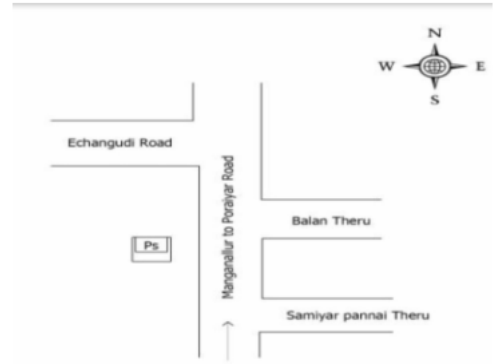 N
W E
S
Echangudi Road
Manganallur to Poraiyar Road
Balan Theru
Ps
Samiyar pannai Theru